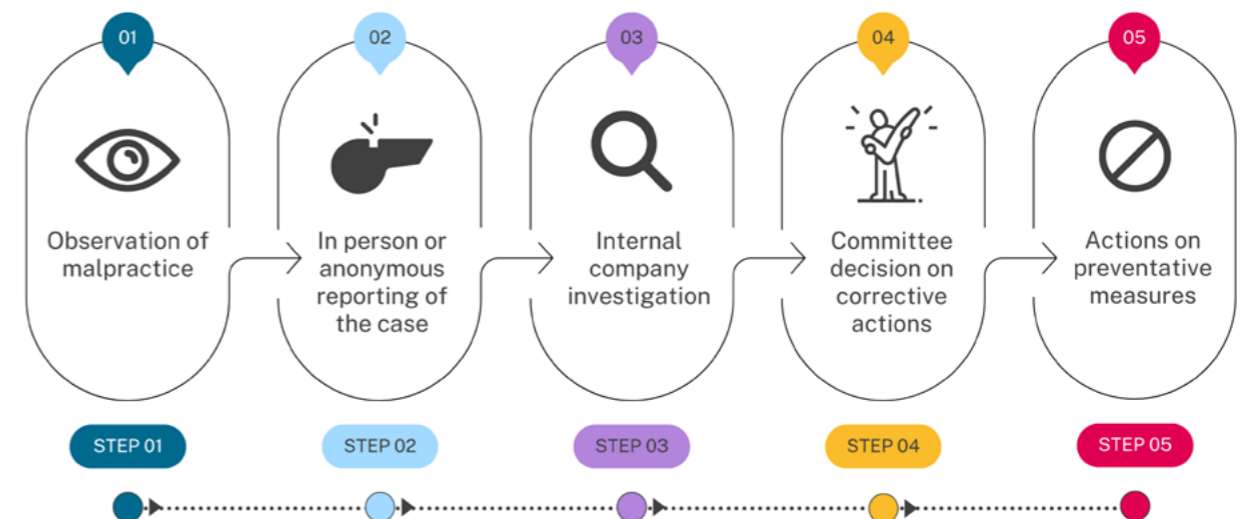 01
02
03
04
05
Observation of
malpractice
In person or
anonymous
reporting of
the case
Internal
company
investigation
Committee
decision on
corrective
actions
Actions on
preventative
measures
STEP 01
STEP 02
STEP 03
STEP 04
STEP 05